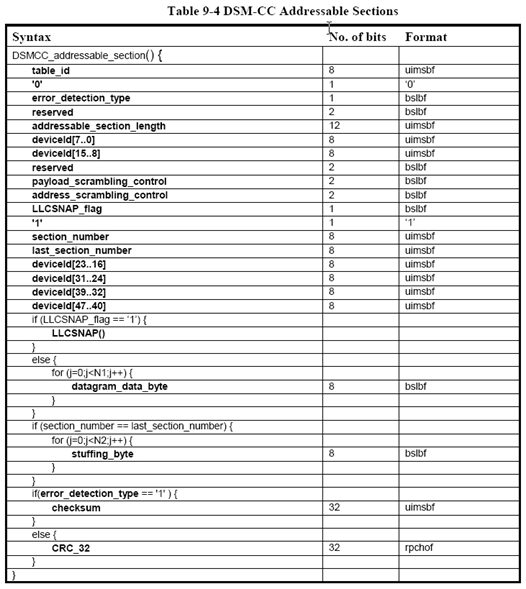 Table 9-4 DSM-CC Addressable Sections
Syntax No. of bits Format
DSMCC_addressable_section() {
table_id 8 uimsbf
'0' 1 '0'
error_detection_type 1 bslbf
reserved 2 bslbf
addressable_section_length 12 uimsbf
deviceId[7..0] 8 uimsbf
deviceId[15..8] 8 uimsbf
reserved 2 bslbf
payload_scrambling_control 2 bslbf
address_scrambling_control 2 bslbf
LLCSNAP_flag 1 bslbf
'1' 1 '1'
section_number 8 uimsbf
last_section_number 8 uimsbf
deviceId[23..16] 8 uimsbf
deviceId[31..24] 8 uimsbf
deviceId[39..32] 8 uimsbf
deviceId[47..40] 8 uimsbf
if (LLCSNAP_flag == '1') {
LLCSNAP()
}
else {
for (j=0;j<N1;j++) {
datagram_data_byte 8 bslbf
}
}
if (section_number == last_section_number) {
for (j=0;j<N2;j++) {
stuffing_byte 8 bslbf
}
}
if(error_detection_type == '1' ) {
checksum 32 uimsbf
}
else {
CRC_32 32 rpchof
}
}